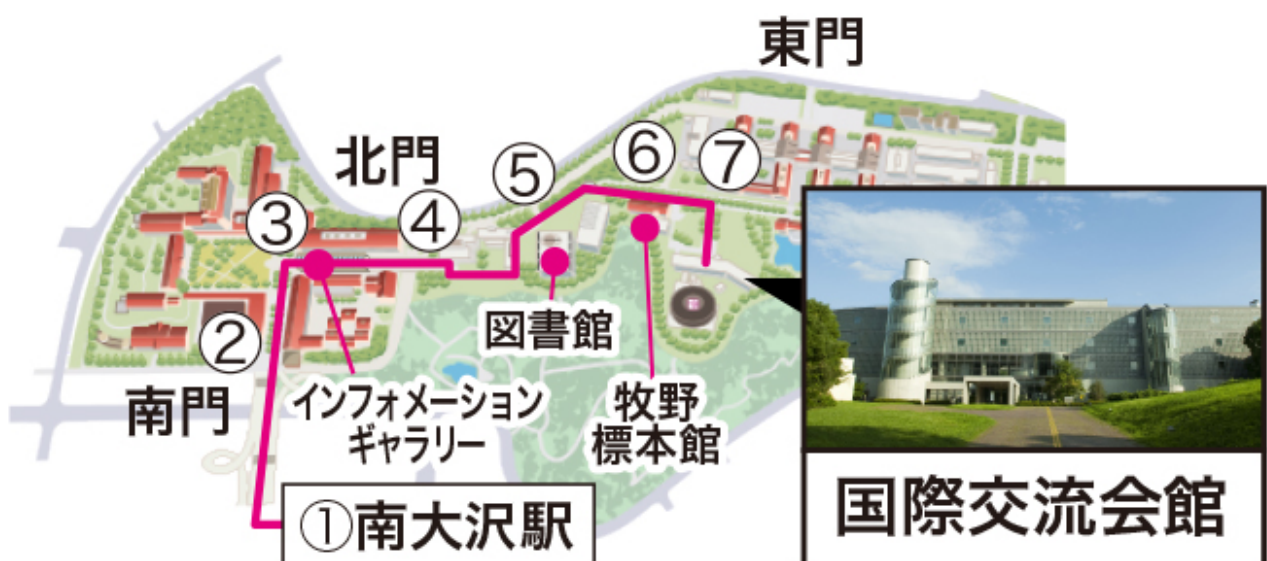 東門
北門
⑥
⑦
⑤
③
④
②
図書館
南門
インフォメーション
ギャラリー
牧野
標本館
①南大沢駅
国際交流会館